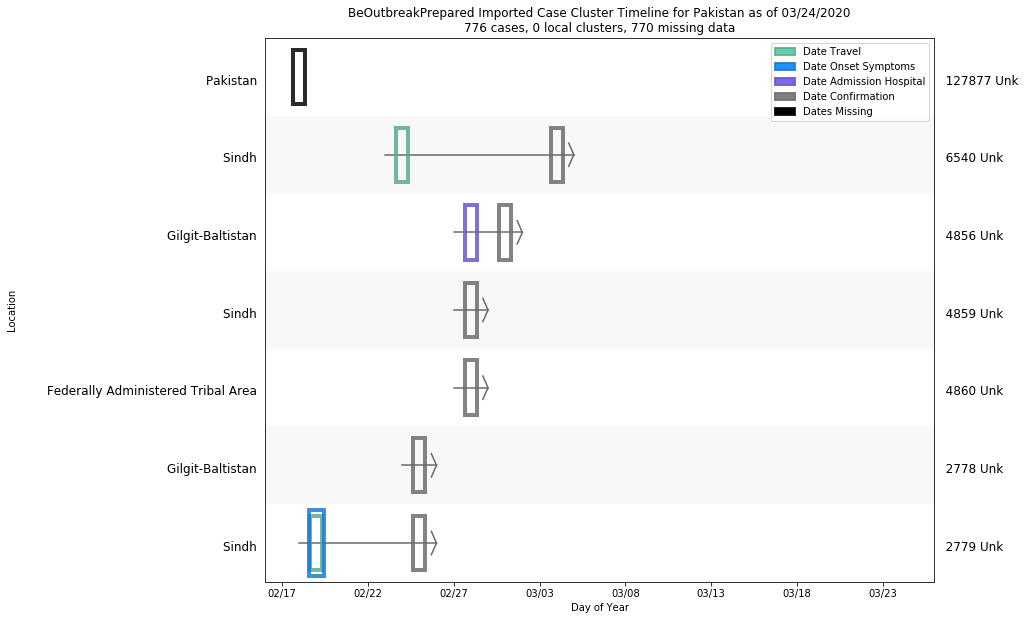 BeOutbreakPrepared Imported Case Cluster Timeline for Pakistan as of 03/24/2020
776 cases, 0 local clusters, 770 missing data
Date Travel
Date Onset Symptoms
Date Admission Hospital
Date Confirmation
Dates Missing
Pakistan 127877 Unk
Sindh 6540 Unk
Gilgit-Baltistan 4856 Unk
Sindh 4859 Unk
Federally Administered Tribal Area 4860 Unk
Gilgit-Baltistan 2778 Unk
Sindh 2779 Unk
Location
02/17 02/22 02/27 03/03 03/08 03/13 03/18 03/23
Day of Year